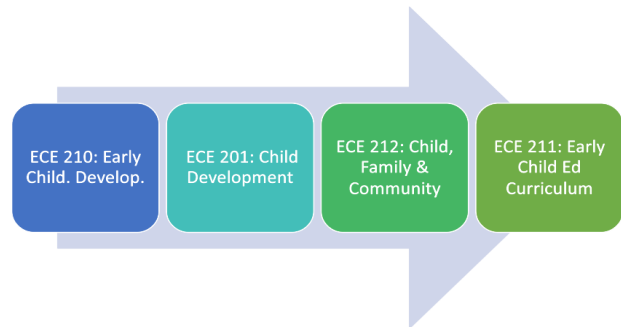 ECE 210: Early
Child. Develop.
ECE 201: Child
Development
ECE 212: Child,
Family &
Community
ECE 211: Early
Child Ed
Curriculum